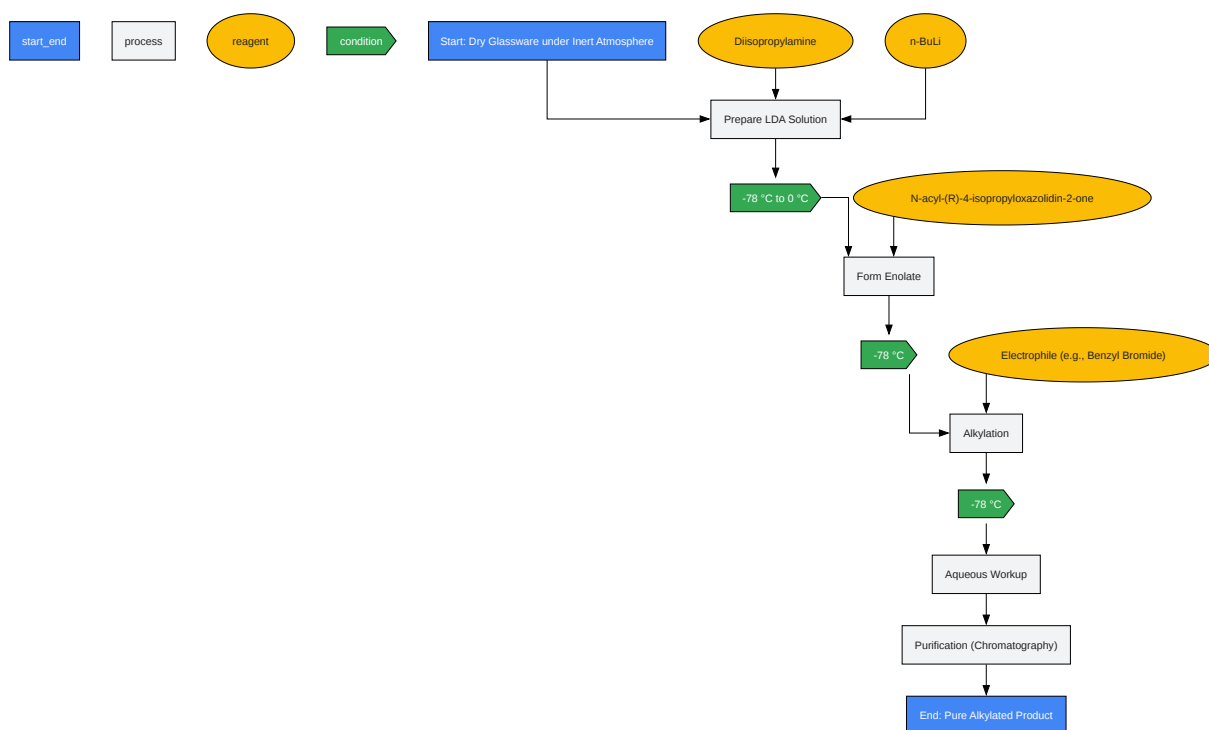 start_end
process
reagent
condition
Start: Dry Glassware under Inert Atmosphere
Diisopropylamine
n-BuLi
Prepare LDA Solution
-78 °C to 0 °C
N-acyl-(R)-4-isopropyloxazolidin-2-one
Form Enolate
-78 °C
Electrophile (e.g., Benzyl Bromide)
Alkylation
-78 °C
Aqueous Workup
Purification (Chromatography)
End: Pure Alkylated Product